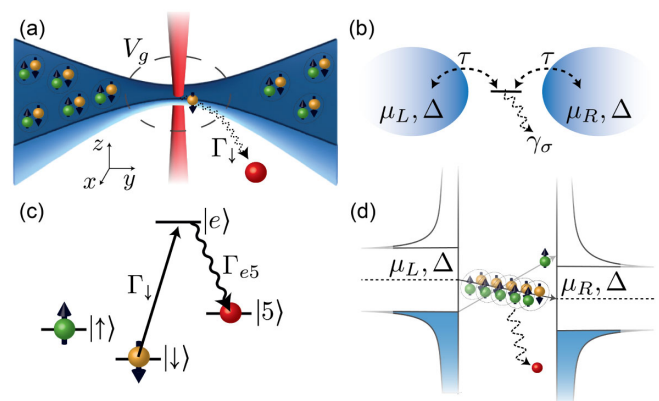 (a)
V_g
Γ↓
z
x
y
(b)
τ
τ
μ_L, Δ
μ_R, Δ
γ_σ
(c)
|e⟩
Γ↓
Γ_e5
|↑⟩
|↓⟩
|5⟩
(d)
μ_L, Δ
μ_R, Δ